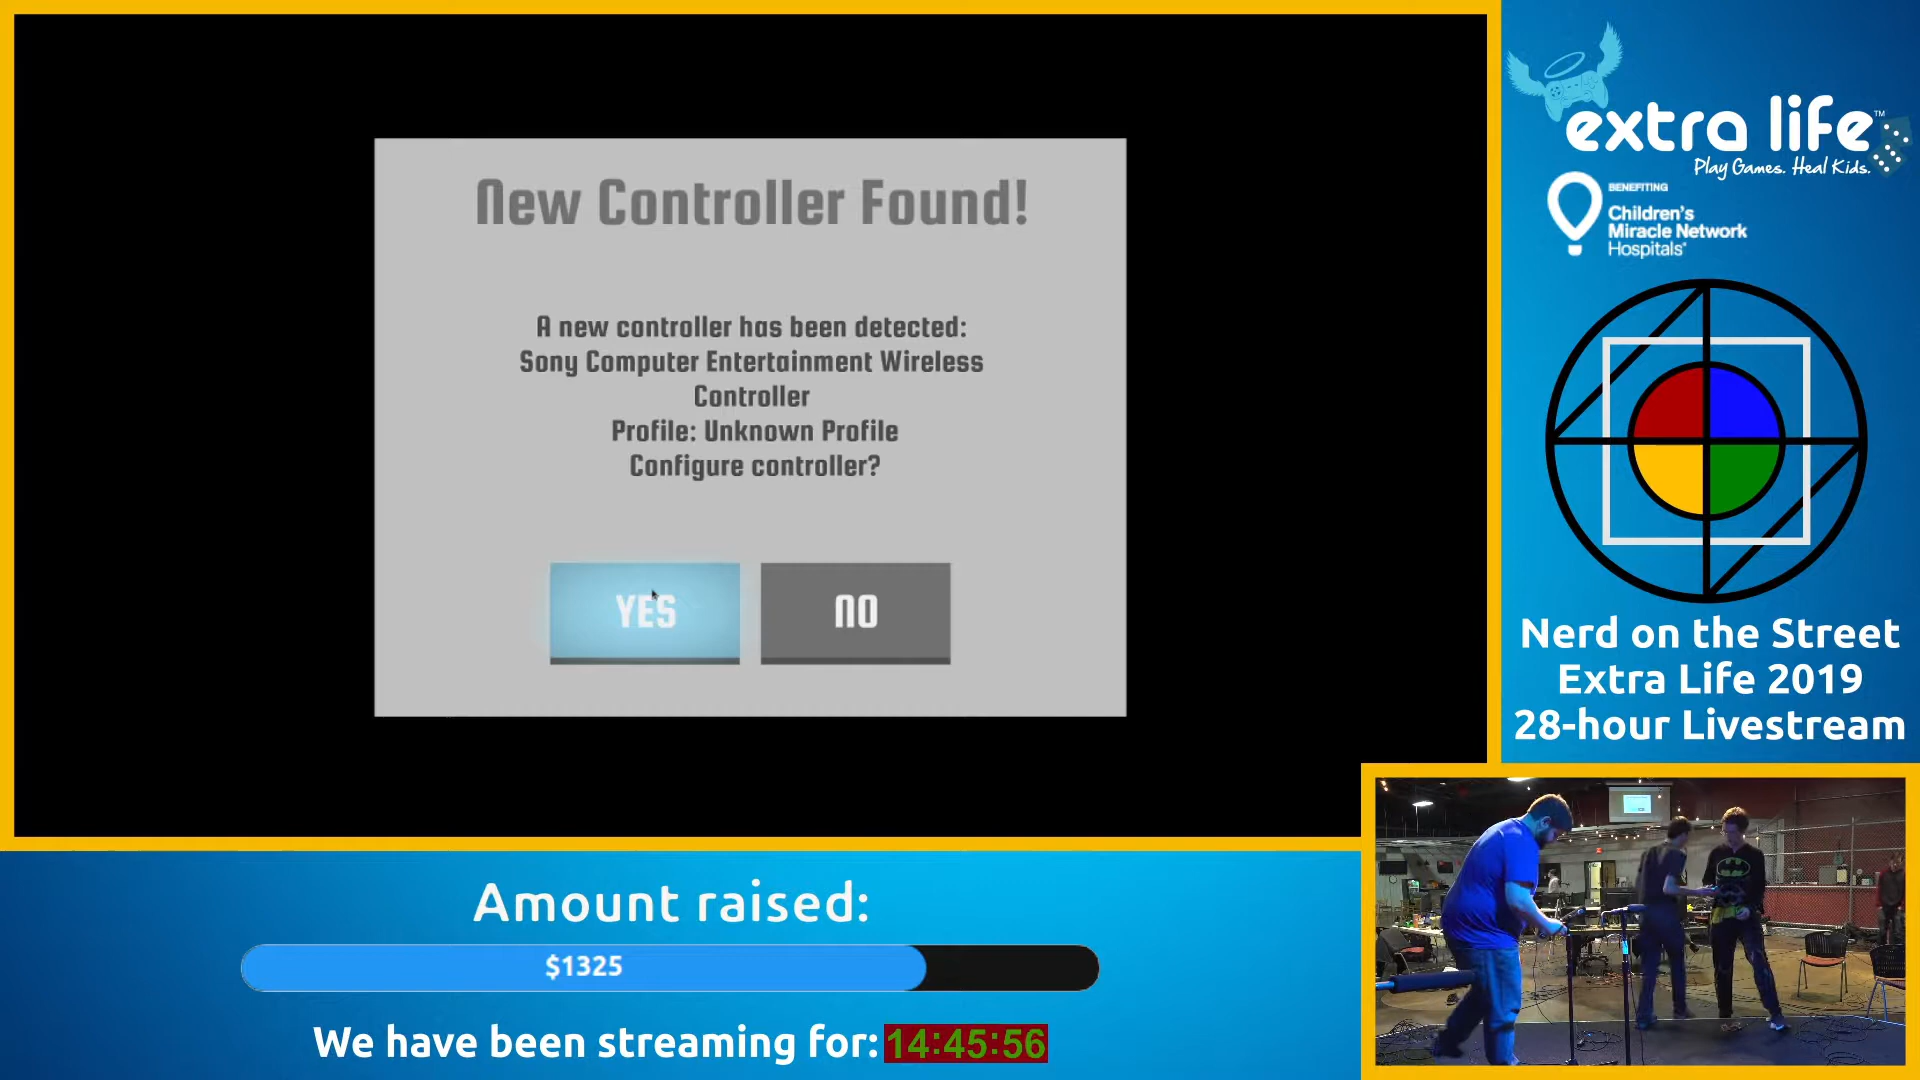 New Controller Found!
A new controller has been detected:
Sony Computer Entertainment Wireless
Controller
Profile: Unknown Profile
Configure controller?
YES
NO
extra life™
Play Games. Heal Kids.
BENEFITING
Children's
Miracle Network
Hospitals®
Nerd on the Street
Extra Life 2019
28-hour Livestream
Amount raised:
$1325
We have been streaming for: 14:45:56